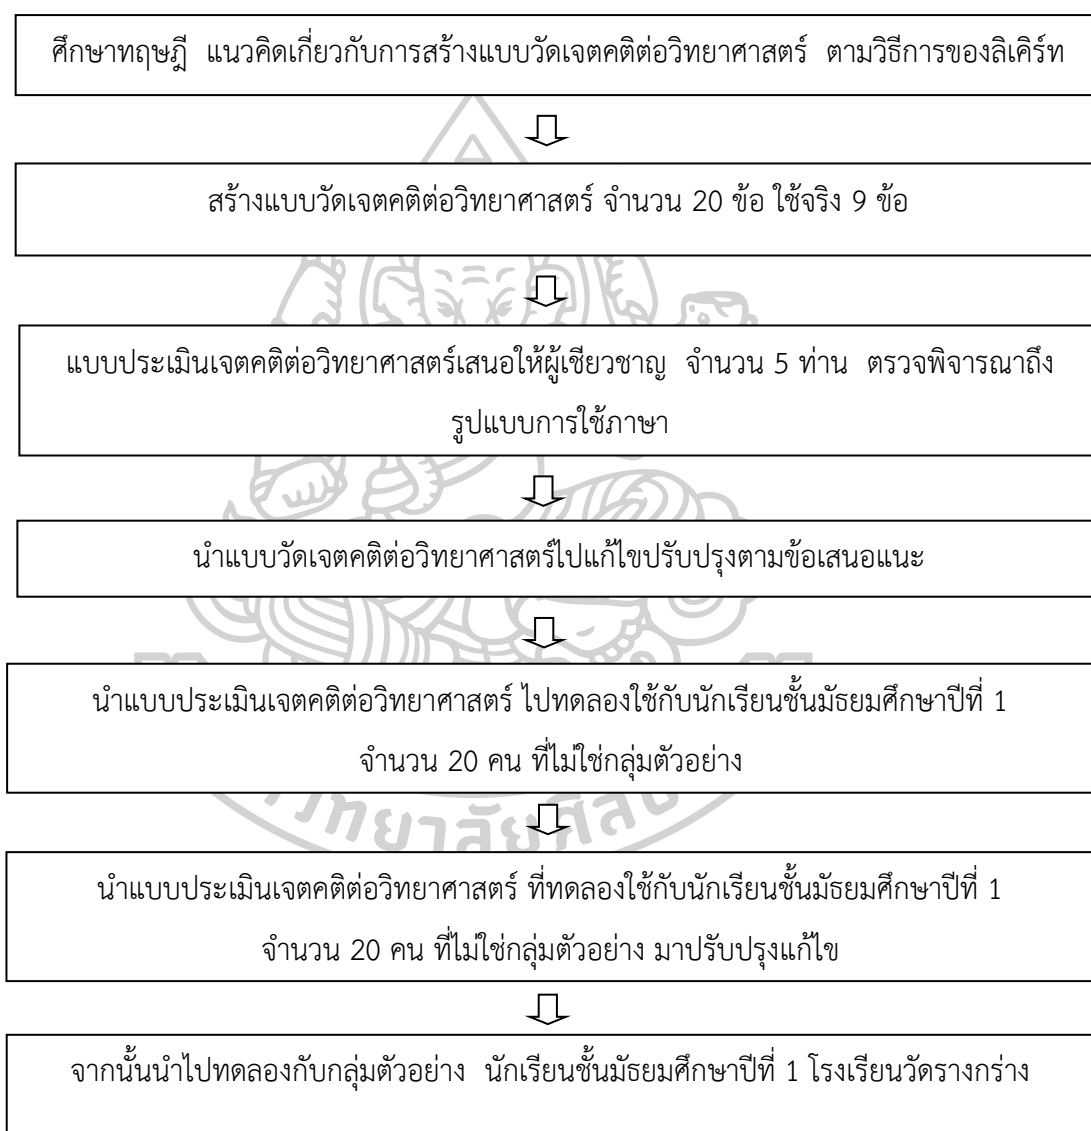 ศึกษาทฤษฎี แนวคิดเกี่ยวกับการสร้างแบบวัดเจตคติต่อวิทยาศาสตร์ ตามวิธีการของลิเคิร์ท
สร้างแบบวัดเจตคติต่อวิทยาศาสตร์ จำนวน 20 ข้อ ใช้จริง 9 ข้อ
แบบประเมินเจตคติต่อวิทยาศาสตร์เสนอให้ผู้เชียวชาญ จำนวน 5 ท่าน ตรวจพิจารณาถึง
รูปแบบการใช้ภาษา
นำแบบวัดเจตคติต่อวิทยาศาสตร์ไปแก้ไขปรับปรุงตามข้อเสนอแนะ
นำแบบประเมินเจตคติต่อวิทยาศาสตร์ ไปทดลองใช้กับนักเรียนชั้นมัธยมศึกษาปีที่ 1
จำนวน 20 คน ที่ไม่ใช่กลุ่มตัวอย่าง
นำแบบประเมินเจตคติต่อวิทยาศาสตร์ ที่ทดลองใช้กับนักเรียนชั้นมัธยมศึกษาปีที่ 1
จำนวน 20 คน ที่ไม่ใช่กลุ่มตัวอย่าง มาปรับปรุงแก้ไข
จากนั้นนำไปทดลองกับกลุ่มตัวอย่าง นักเรียนชั้นมัธยมศึกษาปีที่ 1 โรงเรียนวัดรางกร่าง